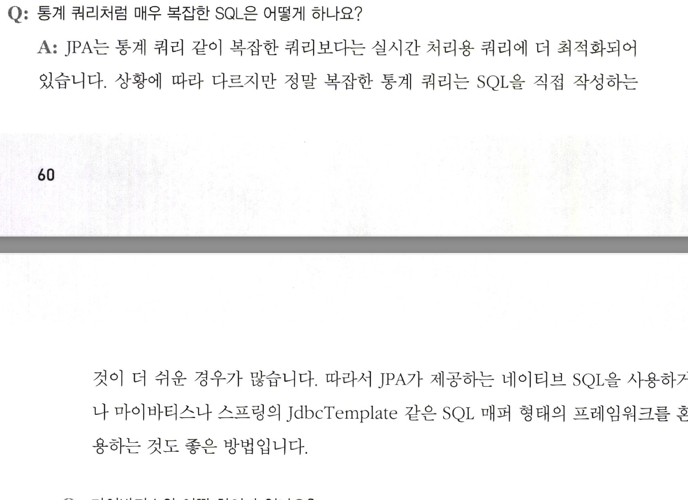 Q: 통계 쿼리처럼 매우 복잡한 SQL은 어떻게 하나요?
A: JPA는 통계 쿼리 같이 복잡한 쿼리보다는 실시간 처리용 쿼리에 더 최적화되어
있습니다. 상황에 따라 다르지만 정말 복잡한 통계 쿼리는 SQL을 직접 작성하는
60
것이 더 쉬운 경우가 많습니다. 따라서 JPA가 제공하는 네이티브 SQL을 사용하거
나 마이바티스나 스프링의 JdbcTemplate 같은 SQL 매퍼 형태의 프레임워크를 혼
용하는 것도 좋은 방법입니다.